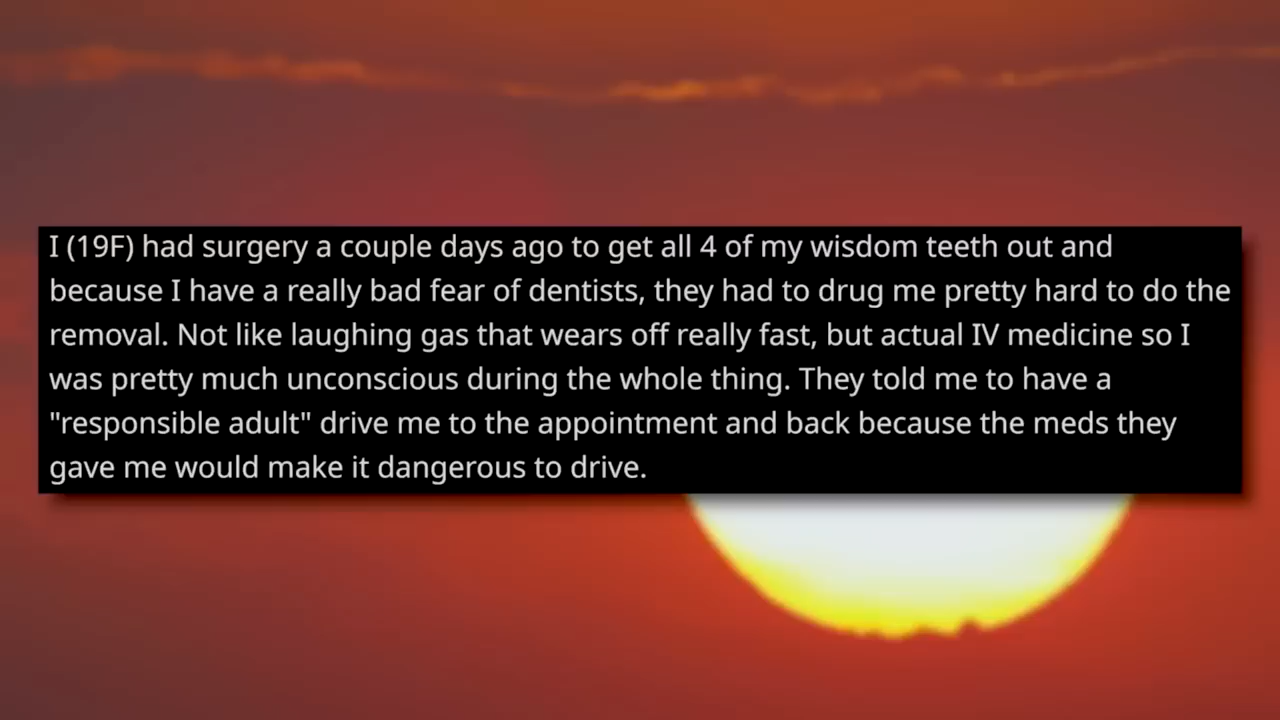 I (19F) had surgery a couple days ago to get all 4 of my wisdom teeth out and
because I have a really bad fear of dentists, they had to drug me pretty hard to do the
removal. Not like laughing gas that wears off really fast, but actual IV medicine so I
was pretty much unconscious during the whole thing. They told me to have a
"responsible adult" drive me to the appointment and back because the meds they
gave me would make it dangerous to drive.